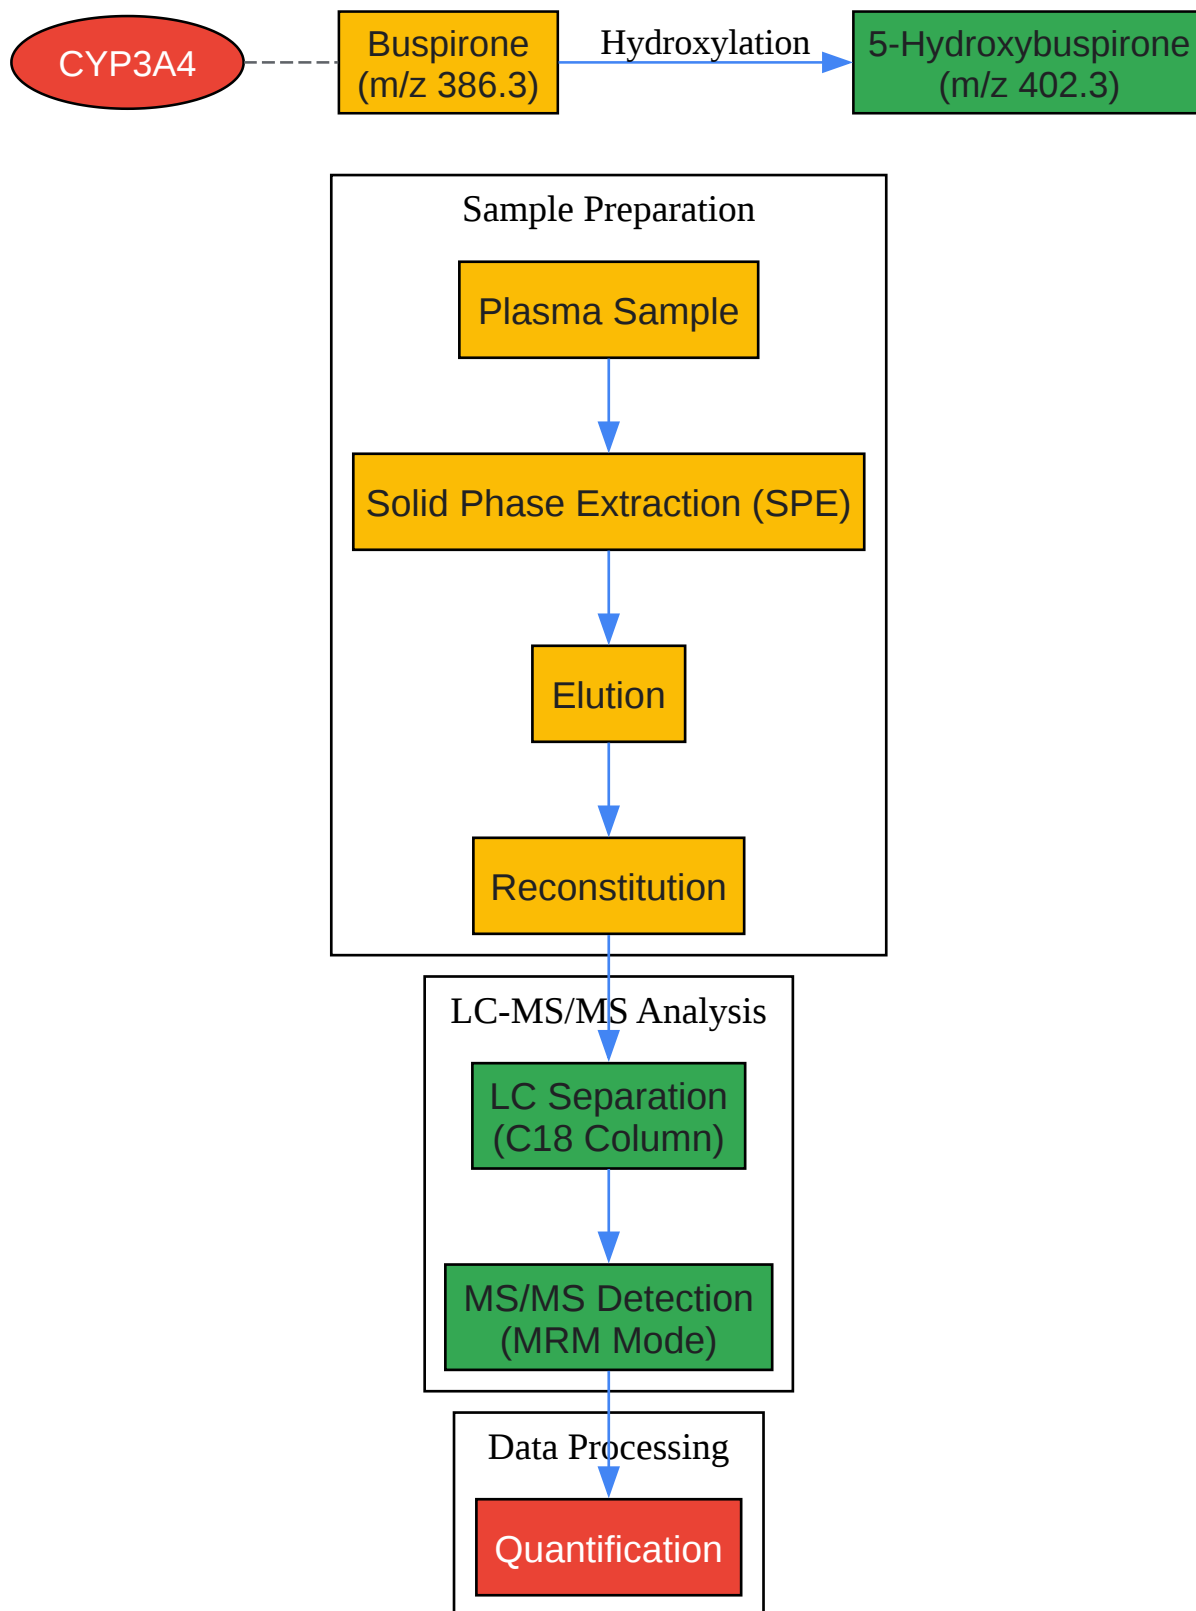 CYP3A4
Buspirone
(m/z 386.3)
Hydroxylation
5-Hydroxybuspirone
(m/z 402.3)
Sample Preparation
Plasma Sample
Solid Phase Extraction (SPE)
Elution
Reconstitution
LC-MS/MS Analysis
LC Separation
(C18 Column)
MS/MS Detection
(MRM Mode)
Data Processing
Quantification